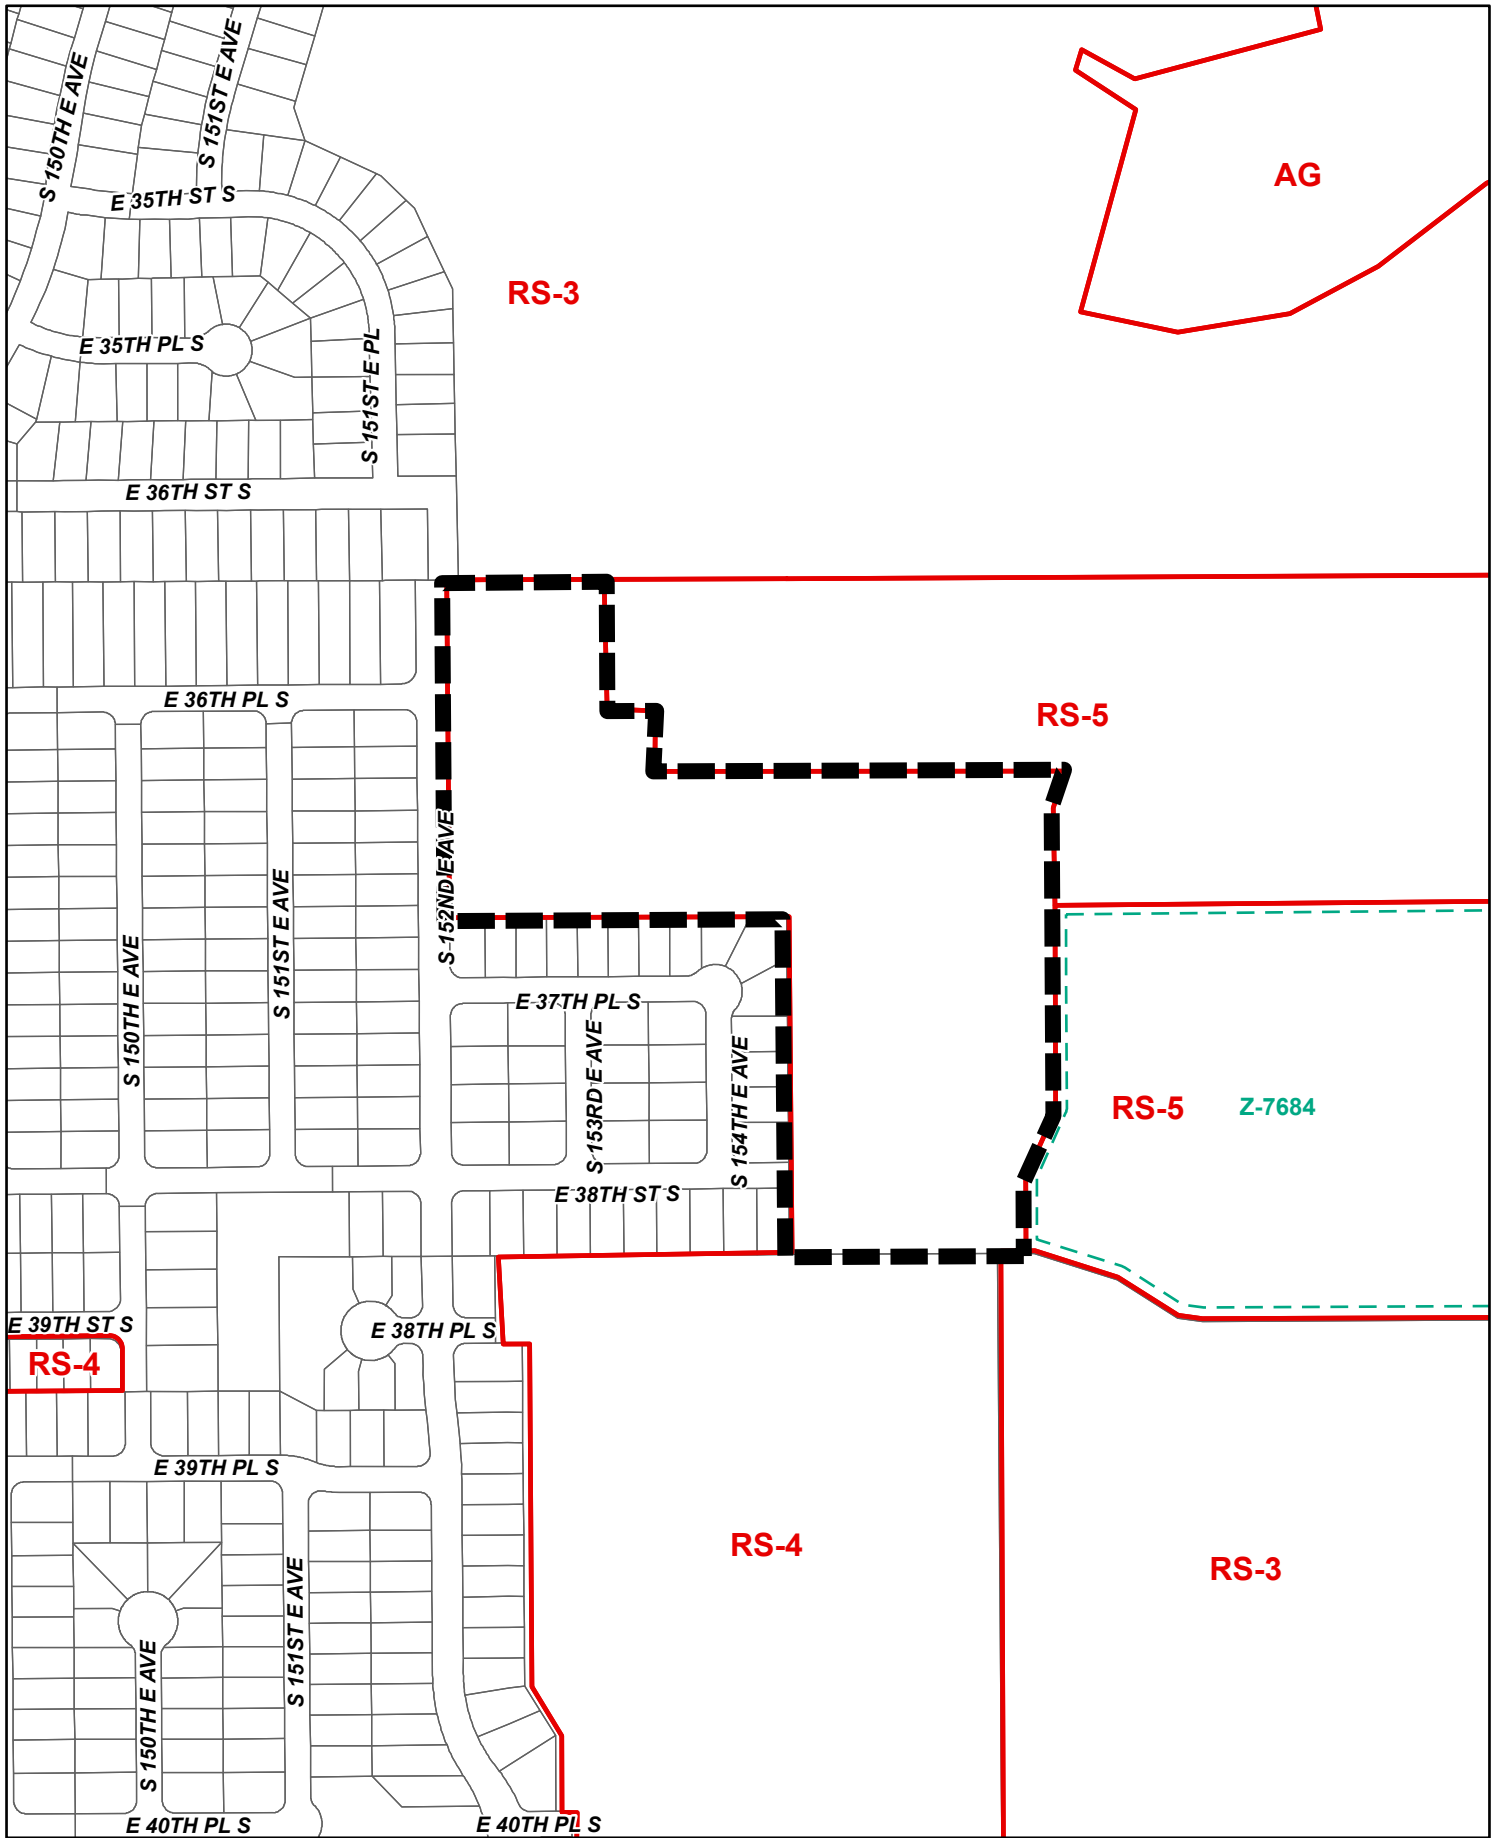 S 150TH E AVE
S 151ST E AVE
AG
E 35TH ST S
RS-3
E 35TH PL S
S 151ST E PL
E 36TH ST S
E 36TH PL S
RS-5
S 152ND E AVE
S 151ST E AVE
S 150TH E AVE
E 37TH PL S
S 153RD E AVE
S 154TH E AVE
RS-5
Z-7684
E 38TH ST S
E 39TH ST S
E 38TH PL S
RS-4
E 39TH PL S
RS-4
RS-3
S 151ST E AVE
S 150TH E AVE
E 40TH PL S
E 40TH PL S